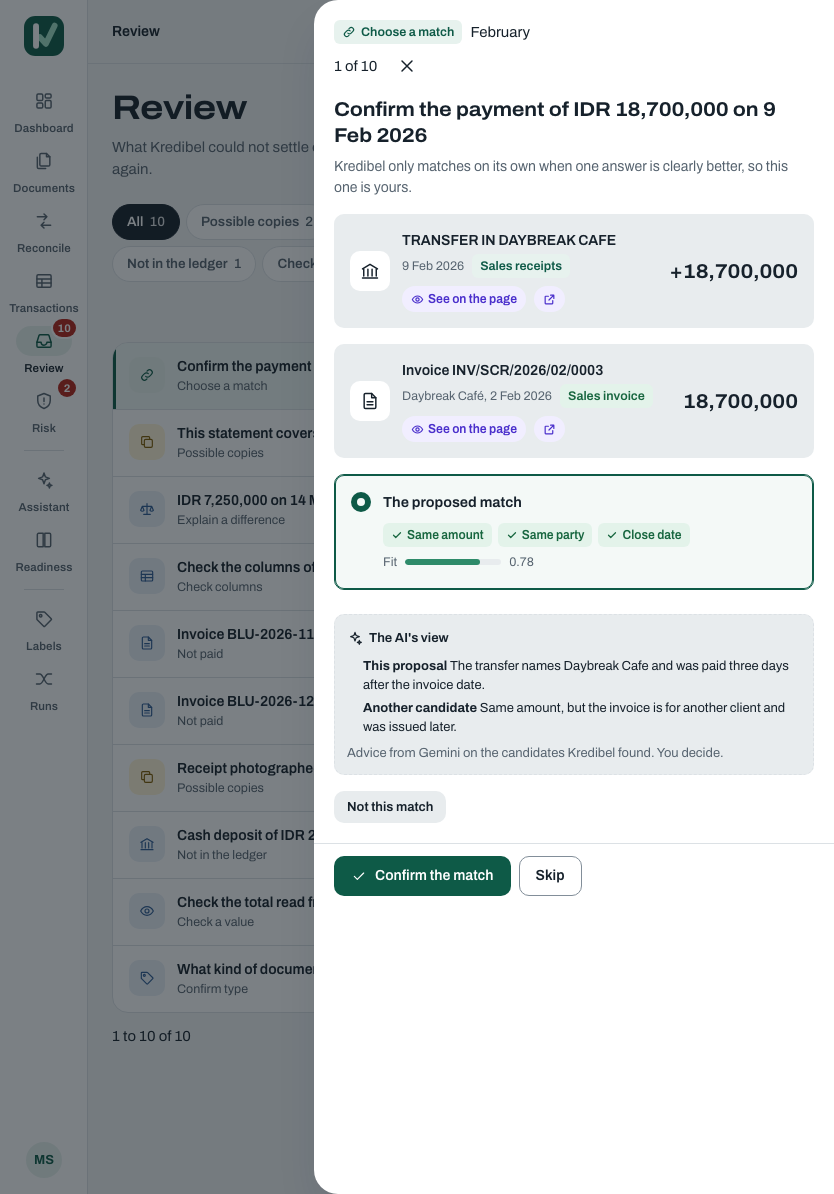 Dashboard
Documents
Reconcile
Transactions
10
Review
2
Risk
Assistant
Readiness
Labels
Runs
MS
Review
Review
What Kredibel could not settle
again.
All 10
Possible copies 2
Not in the ledger 1
Check
Confirm the payment
Choose a match
This statement covers
Possible copies
IDR 7,250,000 on 14
Explain a difference
Check the columns of
Check columns
Invoice BLU-2026-11
Not paid
Invoice BLU-2026-12
Not paid
Receipt photographe
Possible copies
Cash deposit of IDR 2
Not in the ledger
Check the total read
Check a value
What kind of docume
Confirm type
1 to 10 of 10
Choose a match February
1 of 10
Confirm the payment of IDR 18,700,000 on 9
Feb 2026
Kredibel only matches on its own when one answer is clearly better, so this
one is yours.
TRANSFER IN DAYBREAK CAFE
9 Feb 2026 Sales receipts
+18,700,000
See on the page
Invoice INV/SCR/2026/02/0003
Daybreak Café, 2 Feb 2026 Sales invoice
18,700,000
See on the page
The proposed match
Same amount Same party Close date
Fit 0.78
The AI's view
This proposal The transfer names Daybreak Cafe and was paid three days
after the invoice date.
Another candidate Same amount, but the invoice is for another client and
was issued later.
Advice from Gemini on the candidates Kredibel found. You decide.
Not this match
Confirm the match
Skip